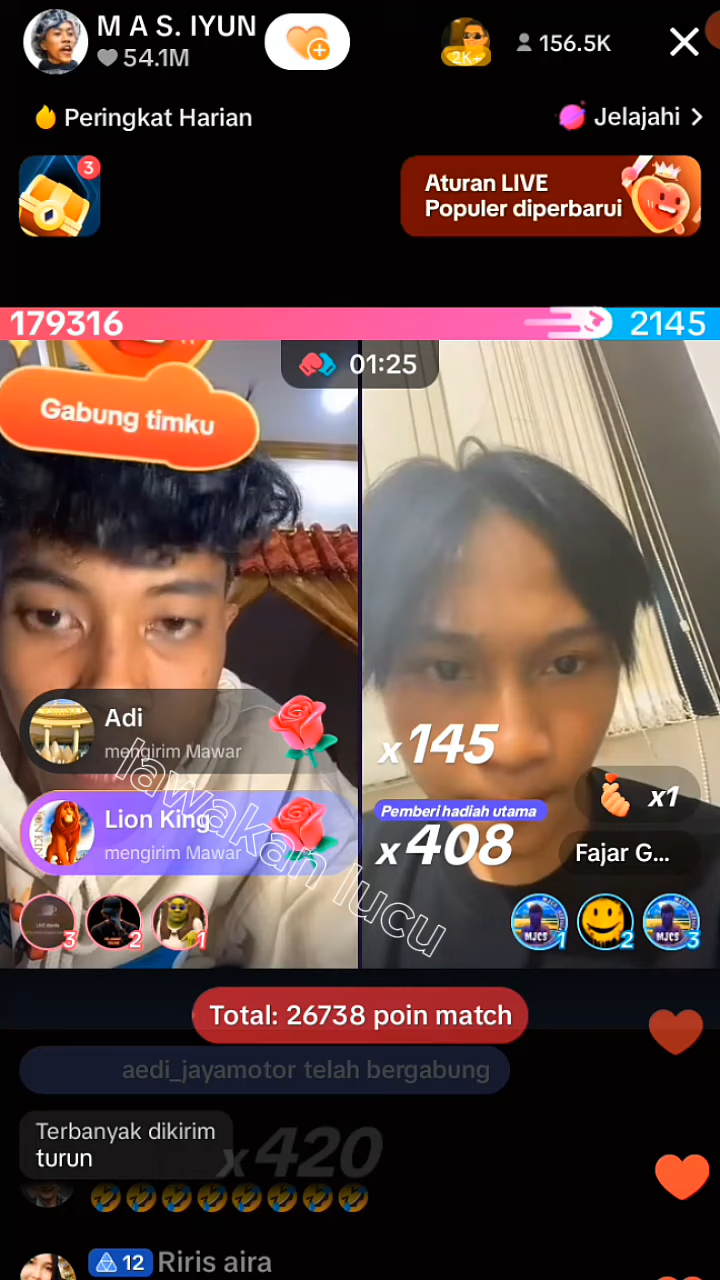 M A S. IYUN
54.1M
2K+
156.5K
Peringkat Harian
Jelajahi
3
Aturan LIVE
Populer diperbarui
179316
2145
01:25
Gabung timku
Adi
mengirim Mawar
x145
x1
Pemberi hadiah utama
Lion King
mengirim Mawar
x408
Fajar G...
lawakan lucu
3
2
1
MJCS 1
2
MJCS 3
Total: 26738 poin match
aedi_jayamotor telah bergabung
Terbanyak dikirim
turun
x420
12 Riris aira